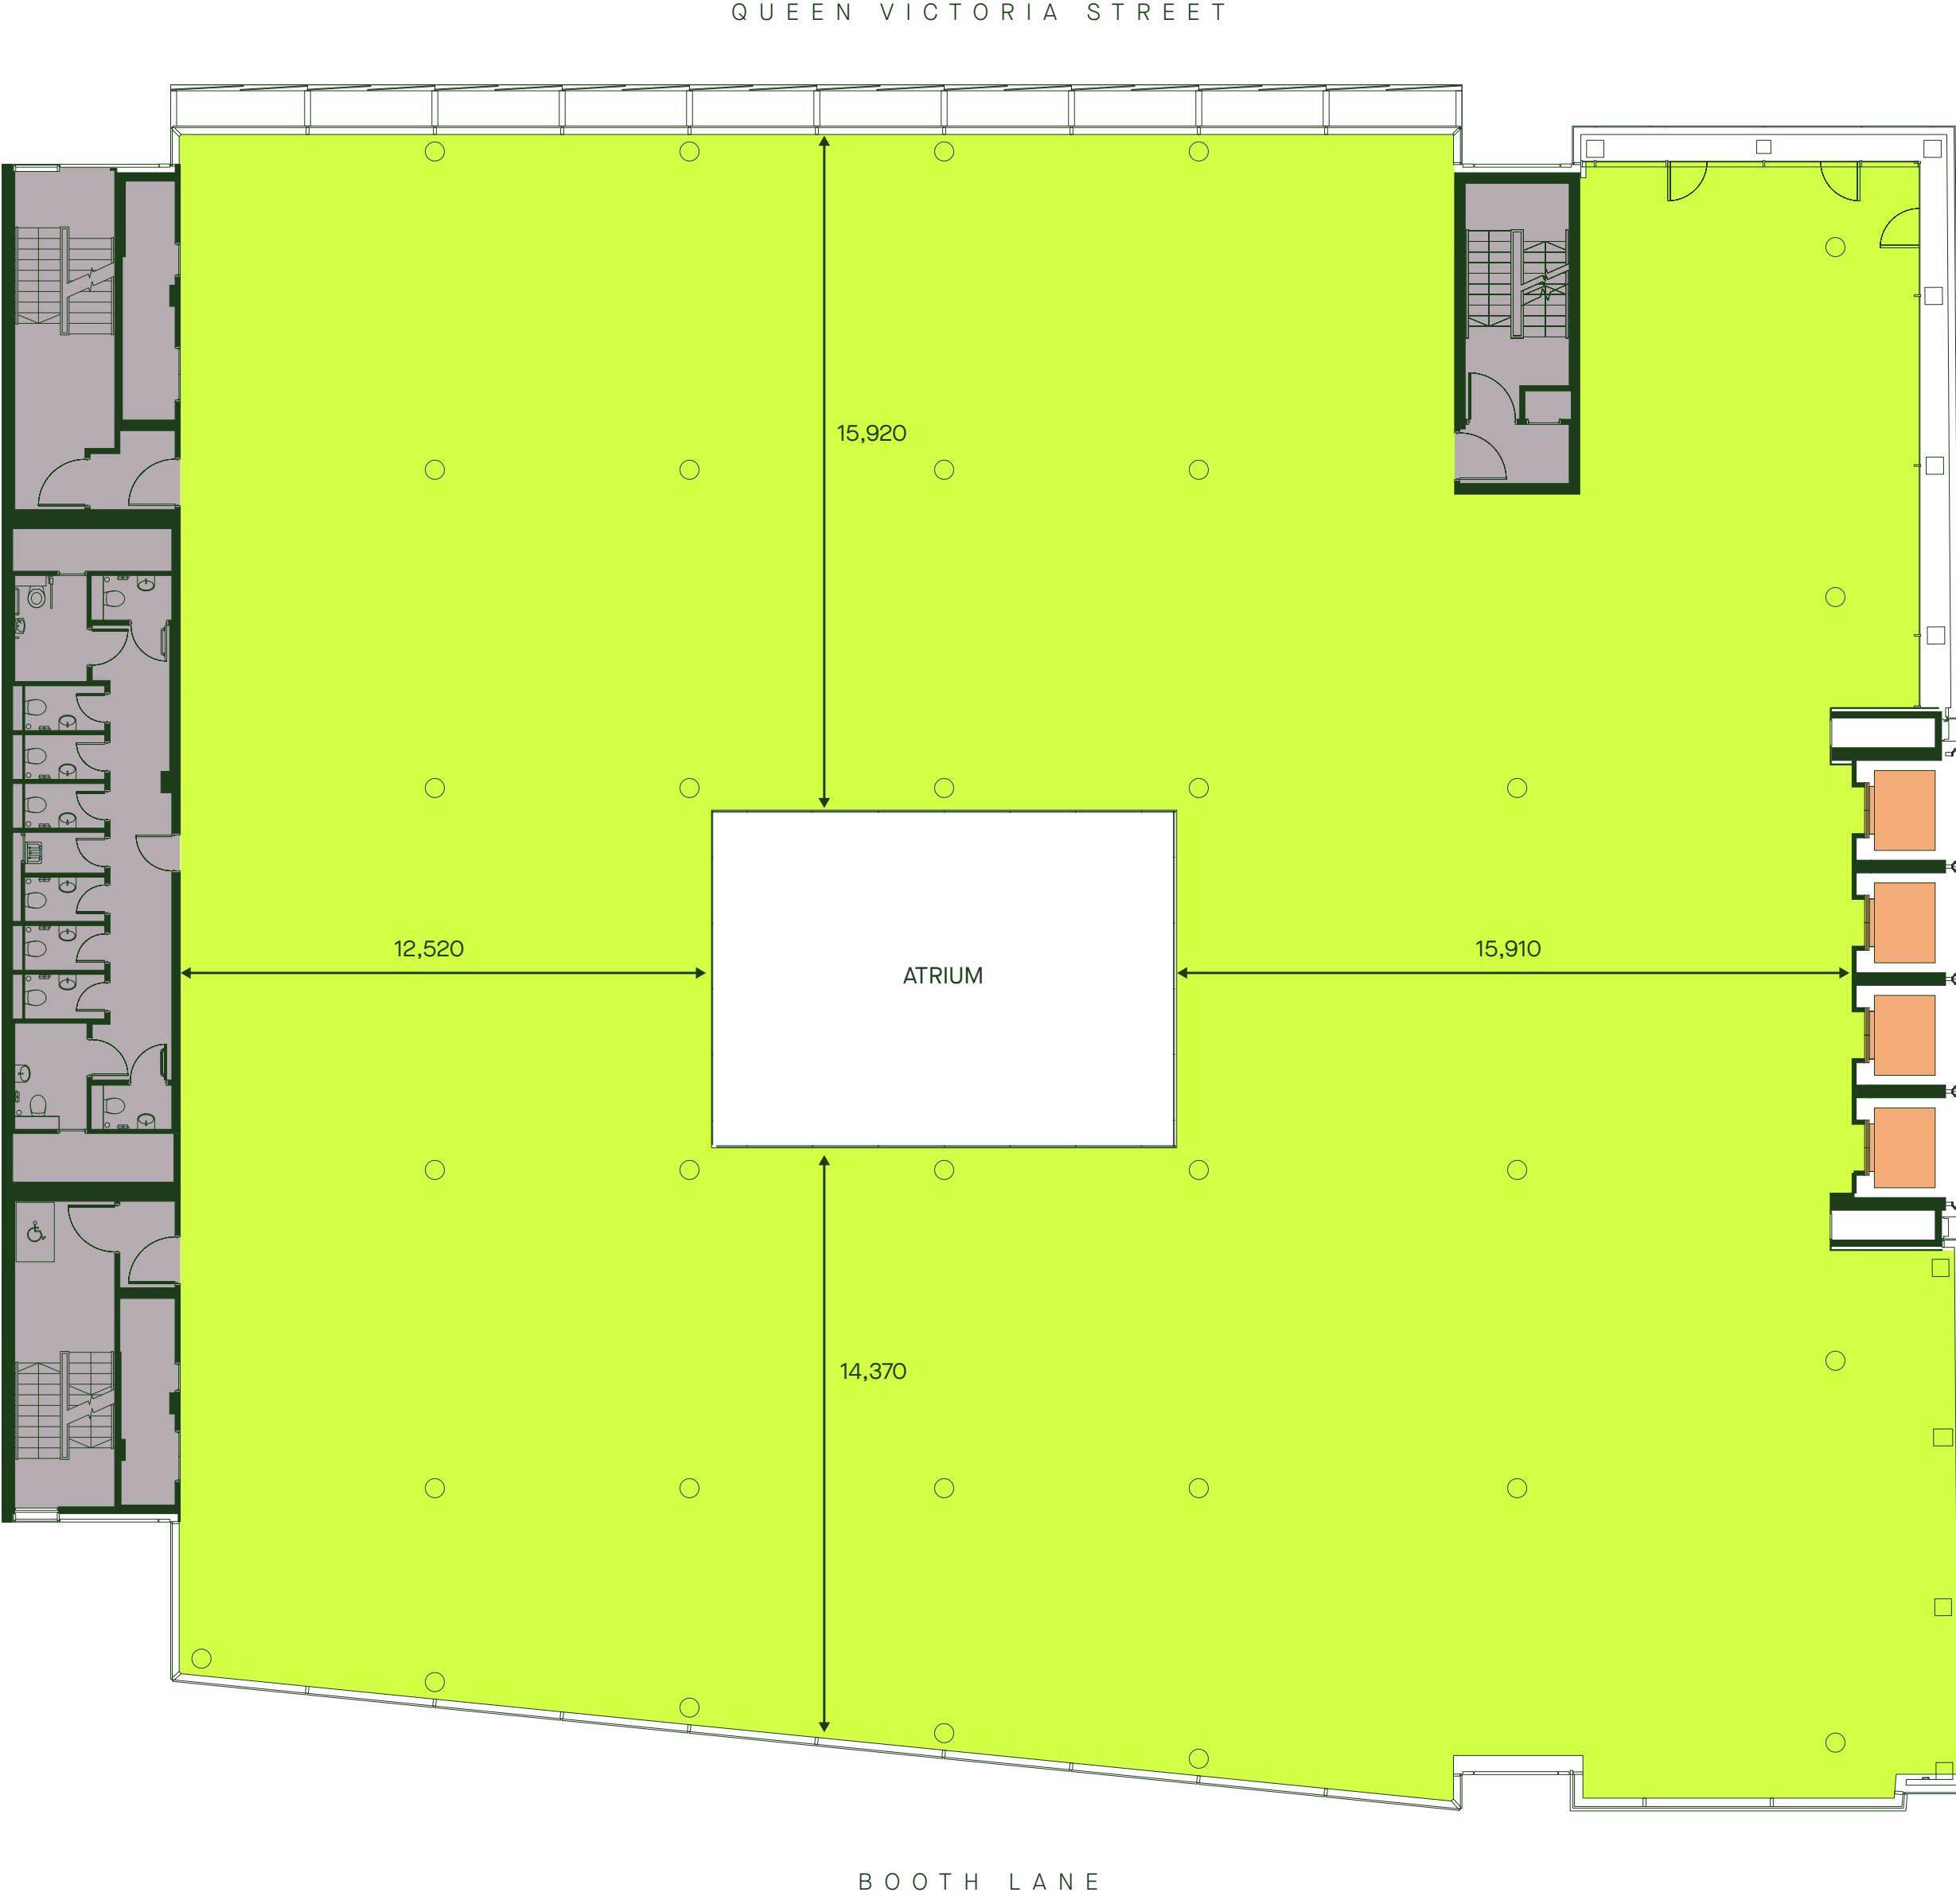 QUEEN VICTORIA STREET
15,920
12,520
15,910
ATRIUM
14,370
BOOTH LANE